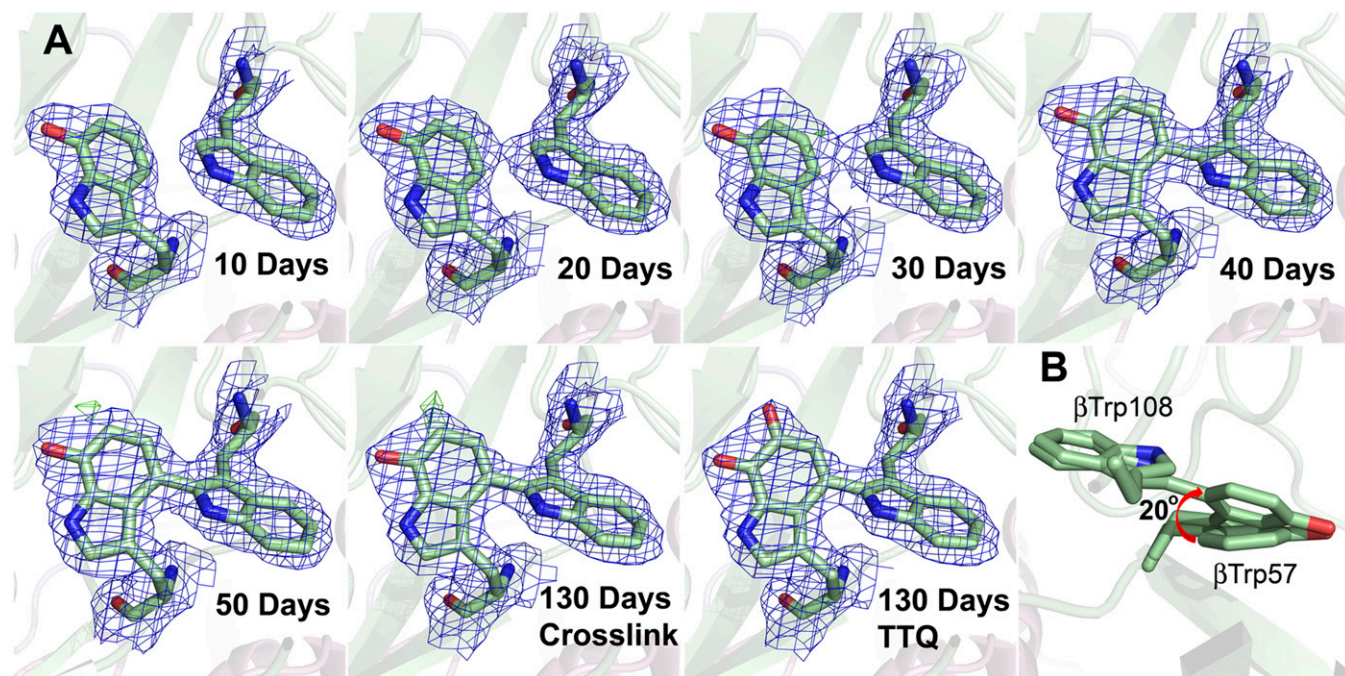 A
10 Days
20 Days
30 Days
40 Days
50 Days
130 Days
Crosslink
130 Days
TTQ
B
βTrp108
20°
βTrp57